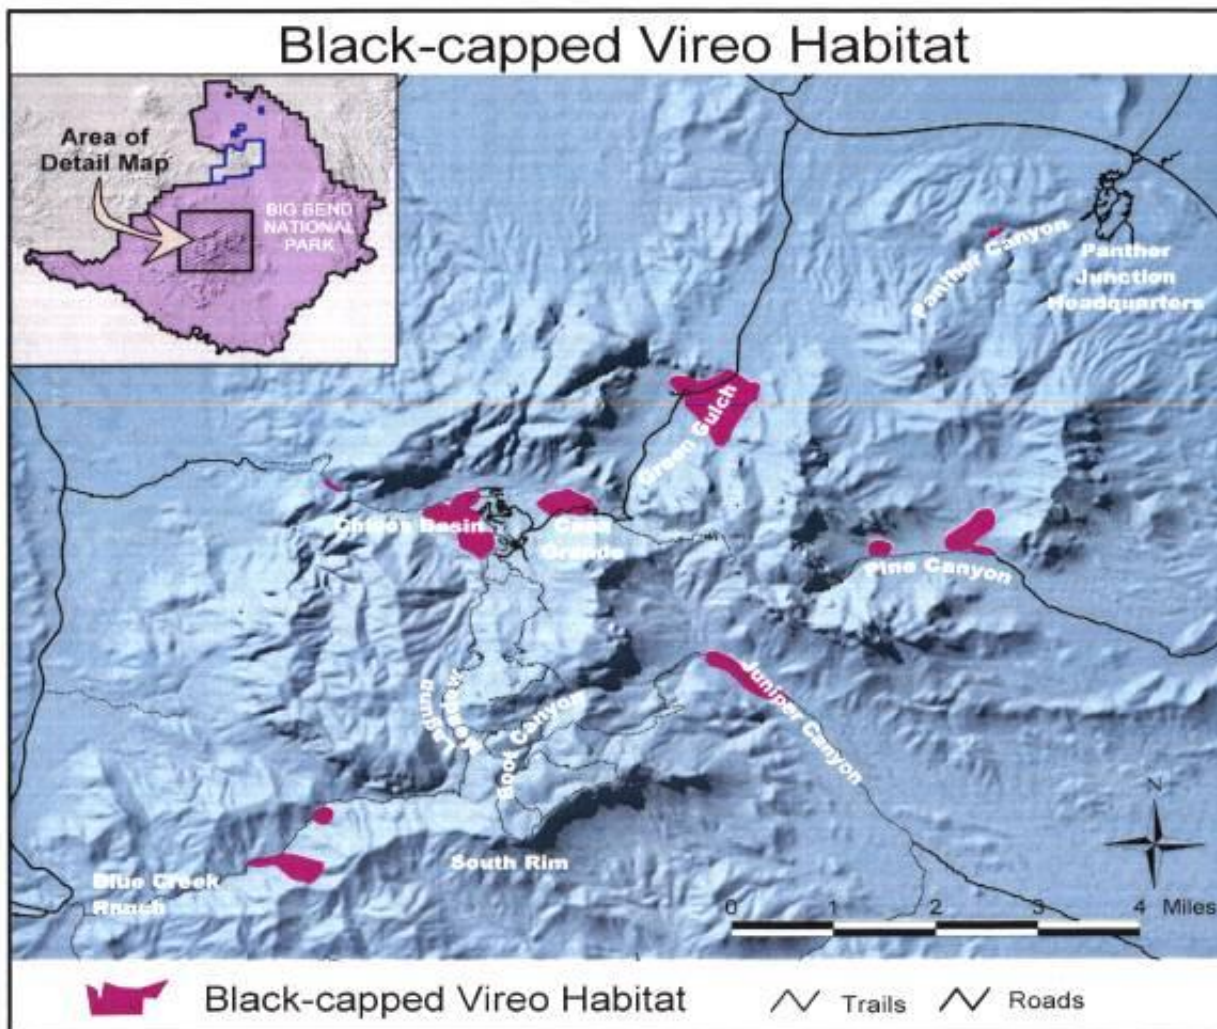 Black-capped Vireo Habitat
Area of
Detail Map
BIG BEND
NATIONAL
PARK
Panther Canyon
Panther
Junction
Headquarters
Green Gulch
Chisos Basin
Casa
Grande
Pine Canyon
Juniper Canyon
Laguna
Meadow
Boot Canyon
South Rim
Blue Creek
Ranch
N
0 1 2 3 4 Miles
Black-capped Vireo Habitat
Trails
Roads